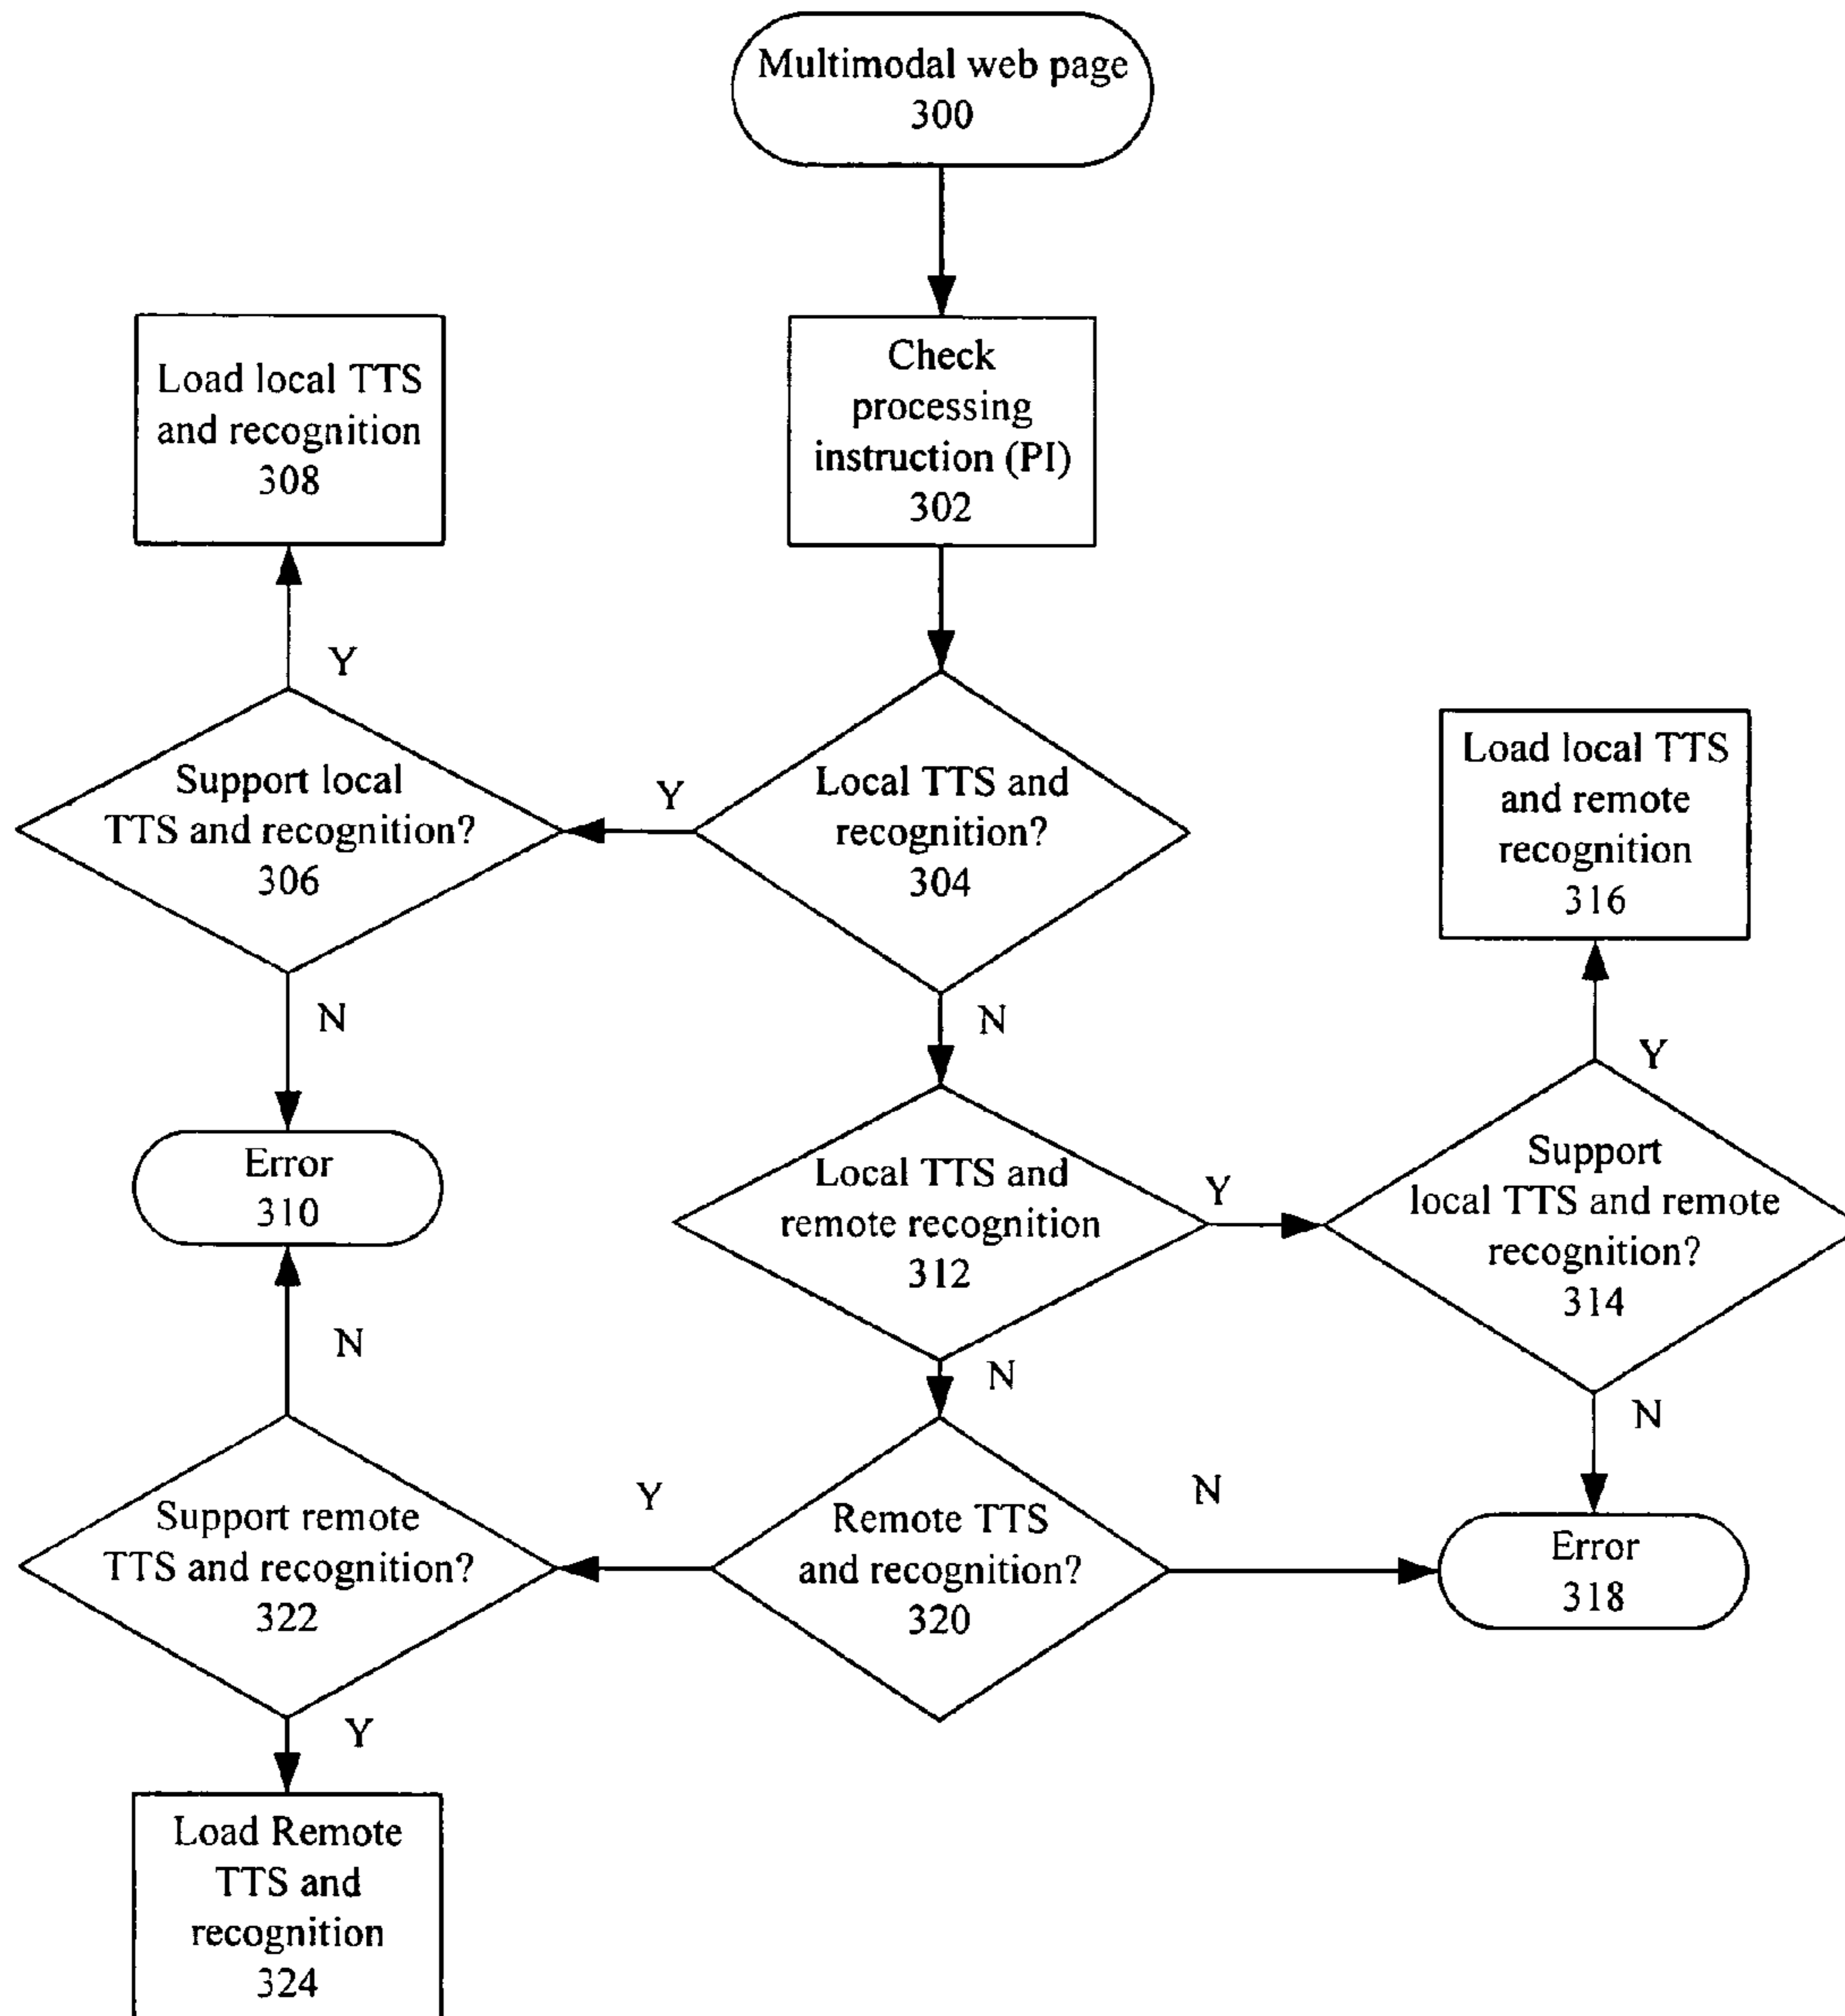 Multimodal web page
300
Check
processing
instruction (PI)
302
Load local TTS
and recognition
308
Y
Support local
TTS and recognition?
306
Y
Local TTS and
recognition?
304
Load local TTS
and remote
recognition
316
N
N
Y
Error
310
Local TTS and
remote recognition
312
Y
Support
local TTS and remote
recognition?
314
N
N
N
Support remote
TTS and recognition?
322
Y
Remote TTS
and recognition?
320
N
Error
318
Y
Load Remote
TTS and
recognition
324